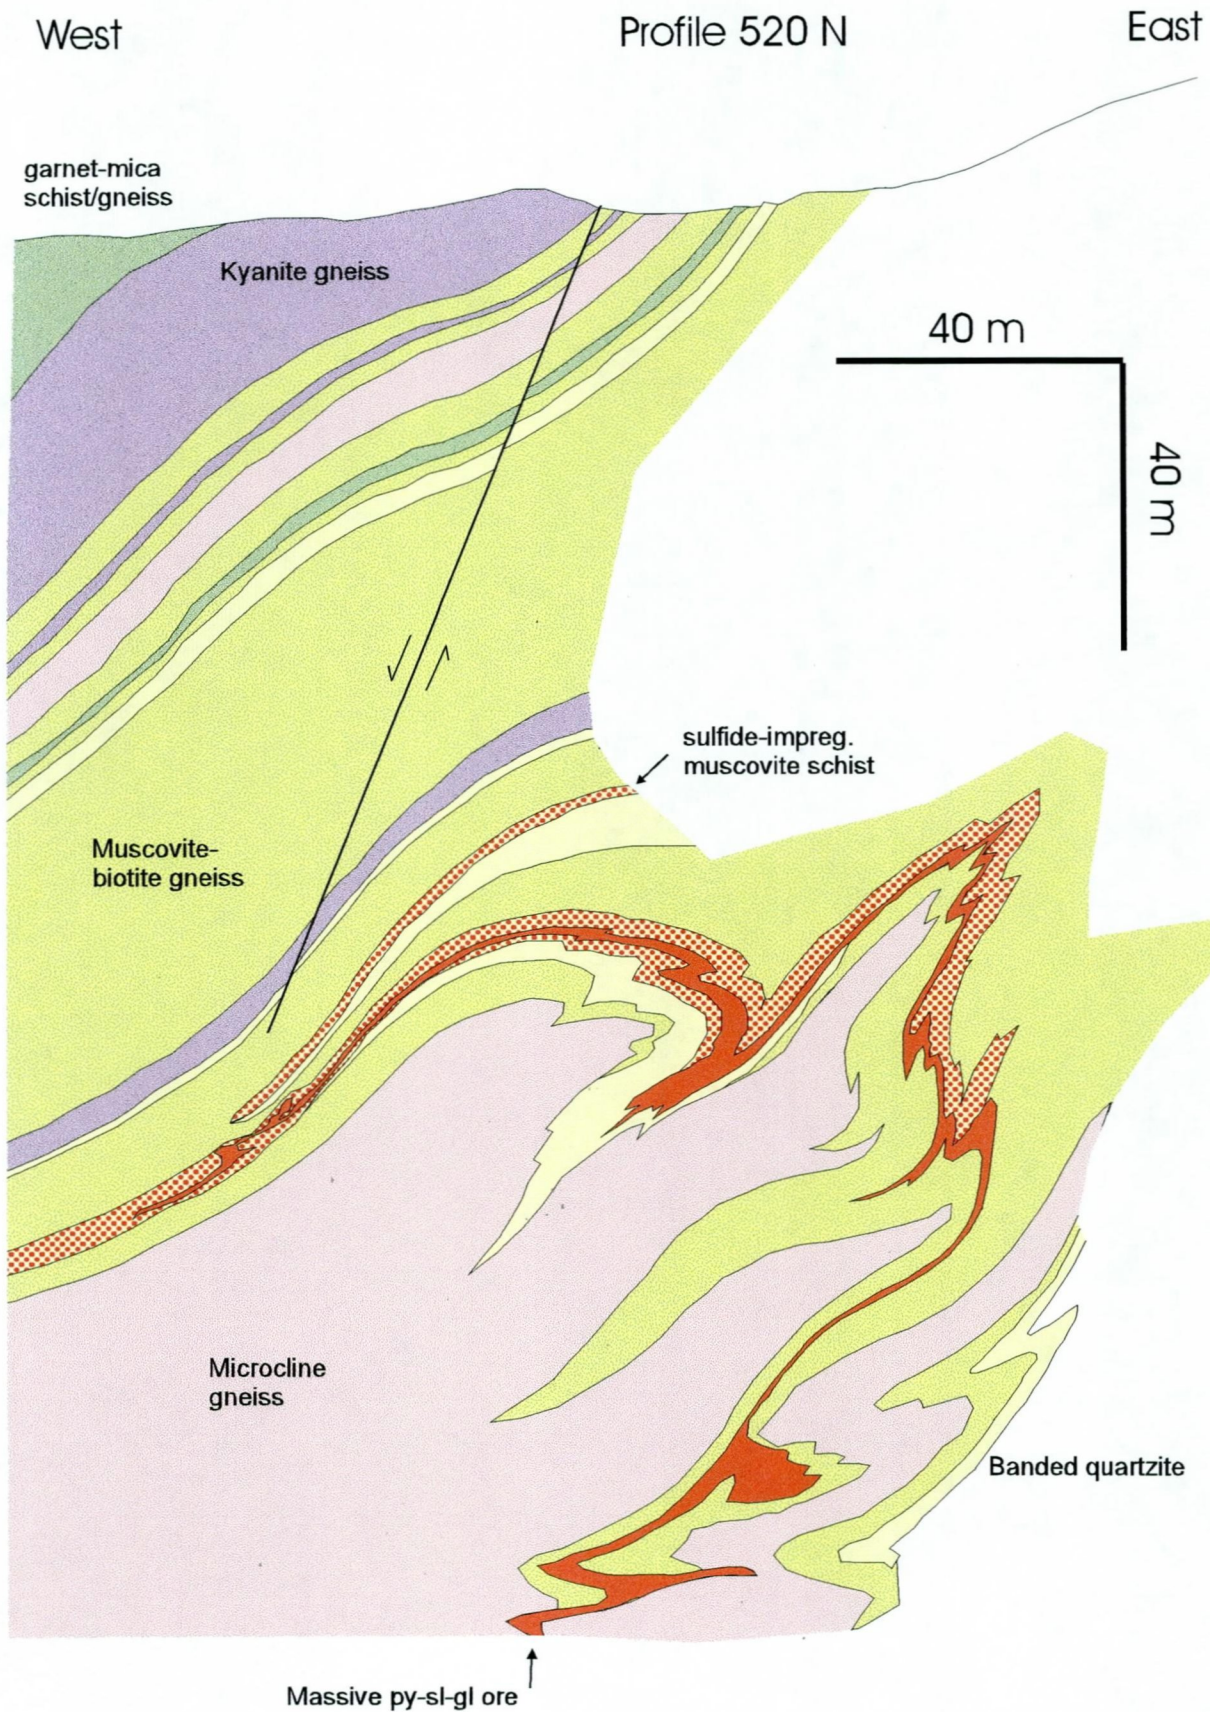 West
Profile 520 N
East
garnet-mica
schist/gneiss
Kyanite gneiss
40 m
40 m
sulfide-impreg.
muscovite schist
Muscovite-
biotite gneiss
Microcline
gneiss
Banded quartzite
Massive py-sl-gl ore